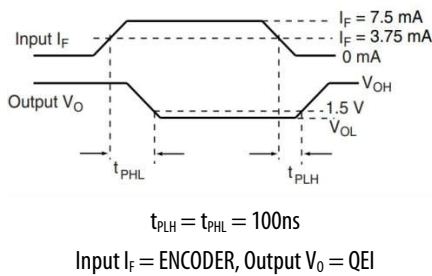 I_F = 7.5 mA
Input I_F
I_F = 3.75 mA
0 mA
V_OH
Output V_O
1.5 V
V_OL
t_PHL
t_PLH
t_PLH = t_PHL = 100ns
Input I_F = ENCODER, Output V_0 = QEI